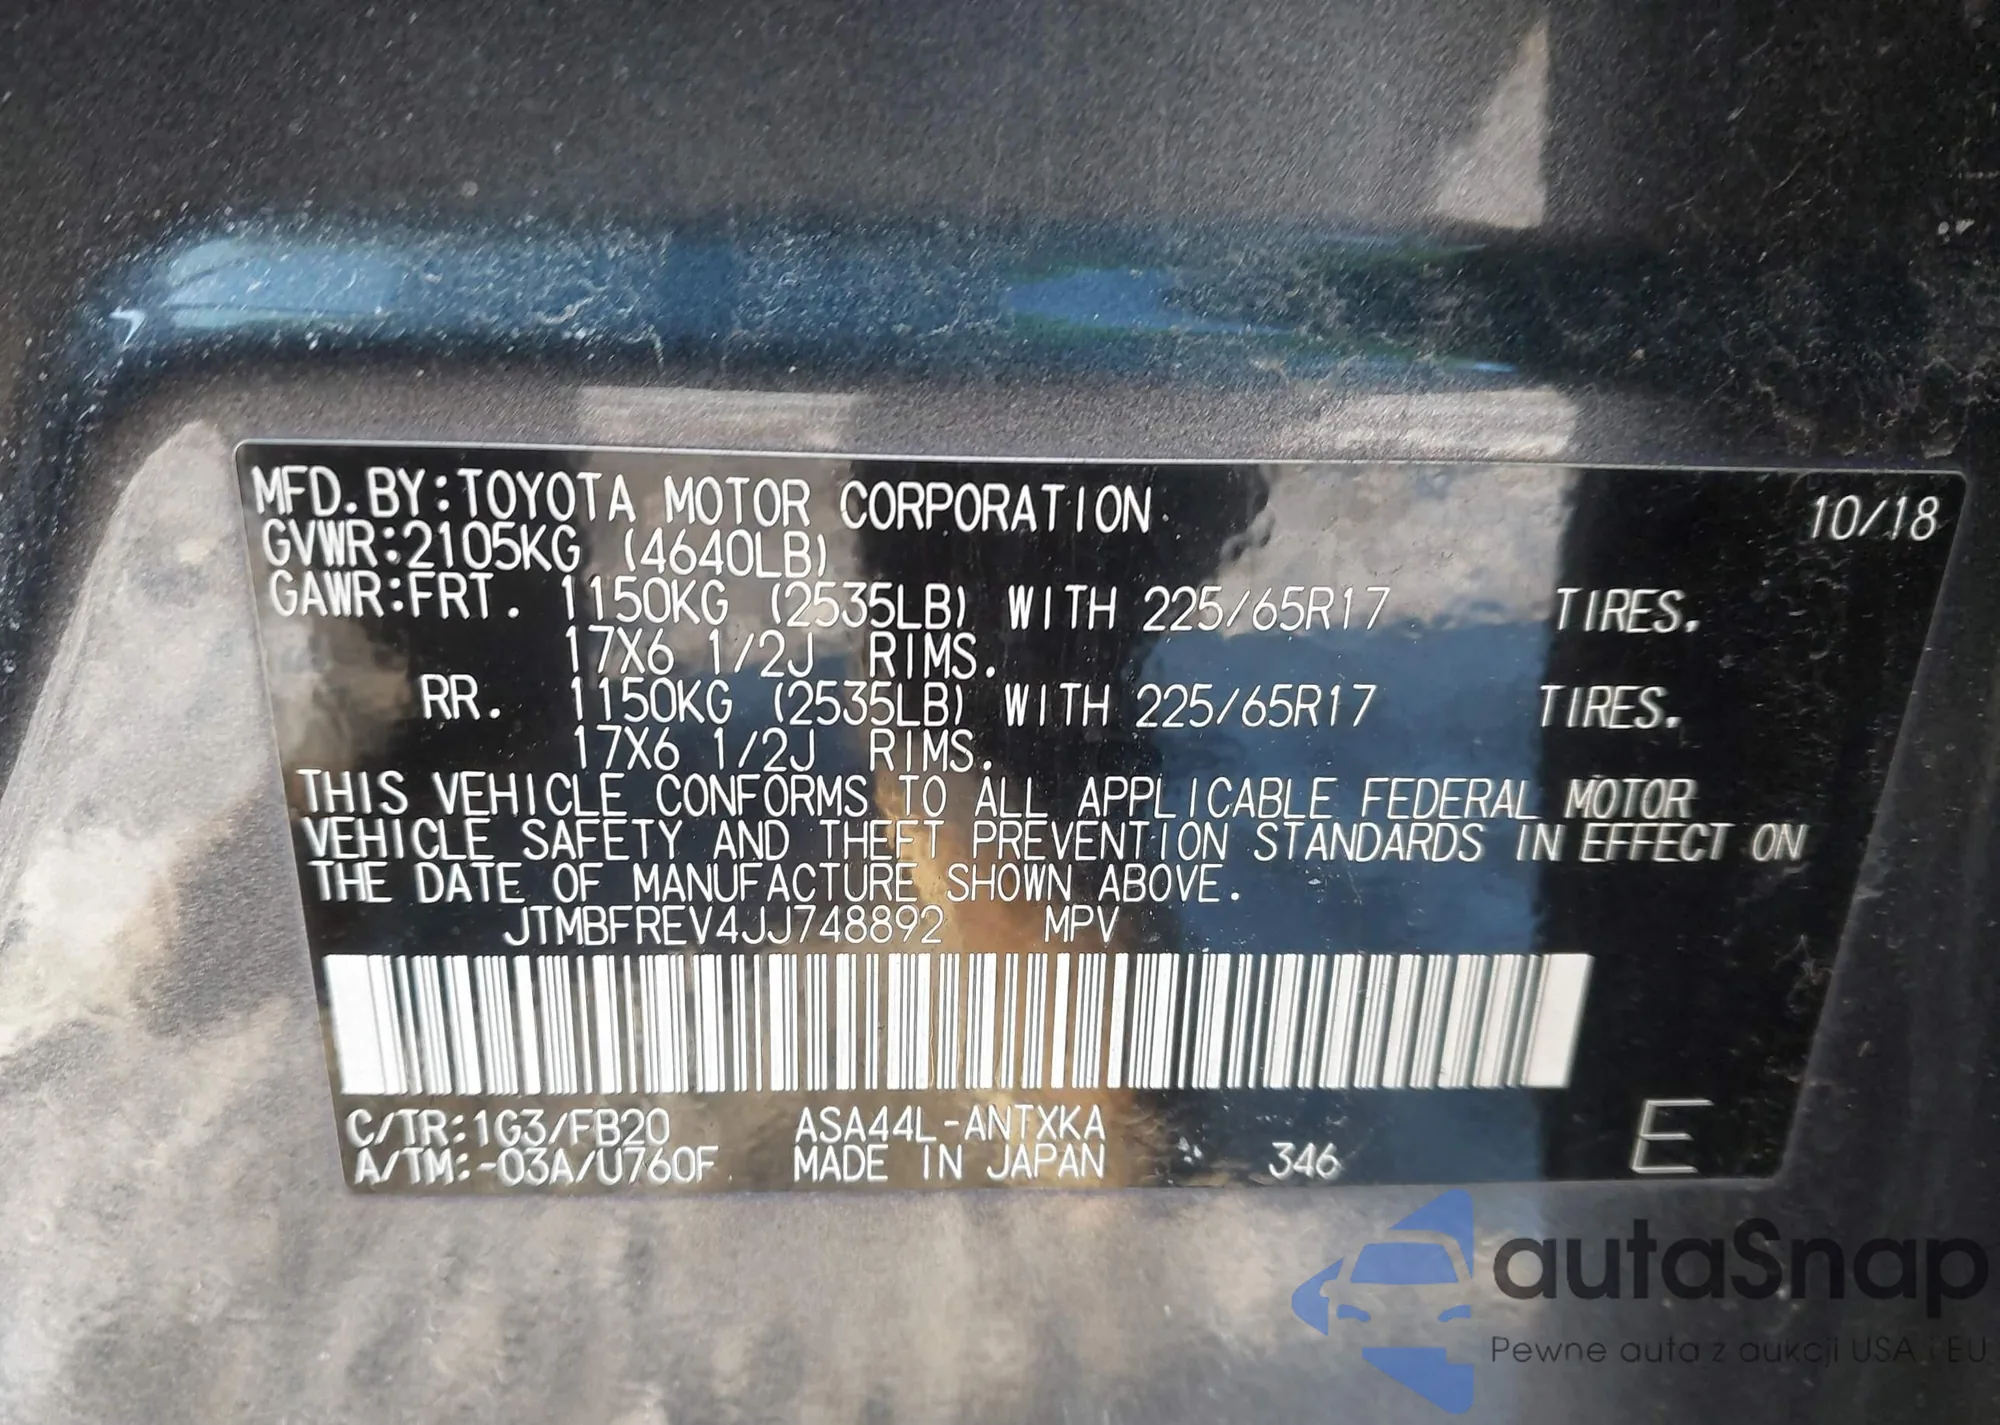 MFD.BY:TOYOTA MOTOR CORPORATION 10/18
GVWR:2105KG (4640LB)
GAWR:FRT. 1150KG (2535LB) WITH 225/65R17 TIRES.
17X6 1/2J RIMS.
RR. 1150KG (2535LB) WITH 225/65R17 TIRES.
17X6 1/2J RIMS.
THIS VEHICLE CONFORMS TO ALL APPLICABLE FEDERAL MOTOR
VEHICLE SAFETY AND THEFT PREVENTION STANDARDS IN EFFECT ON
THE DATE OF MANUFACTURE SHOWN ABOVE.
JTMBFREV4JJ748892 MPV
C/TR:1G3/FB20 ASA44L-ANTXKA
A/TM:-03A/U760F MADE IN JAPAN 346 E
autaSnap
Pewne auta z aukcji USA i EU